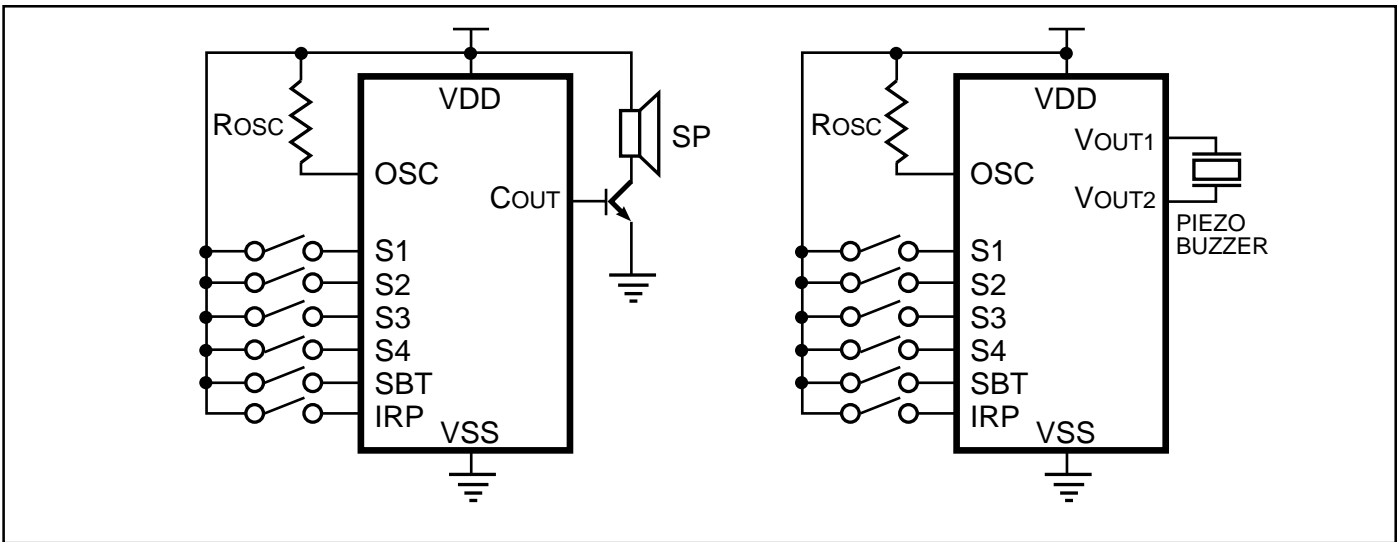 VDD
ROSC
OSC
COUT
SP
S1
S2
S3
S4
SBT
IRP
VSS
VDD
ROSC
OSC
VOUT1
VOUT2
PIEZO
BUZZER
S1
S2
S3
S4
SBT
IRP
VSS